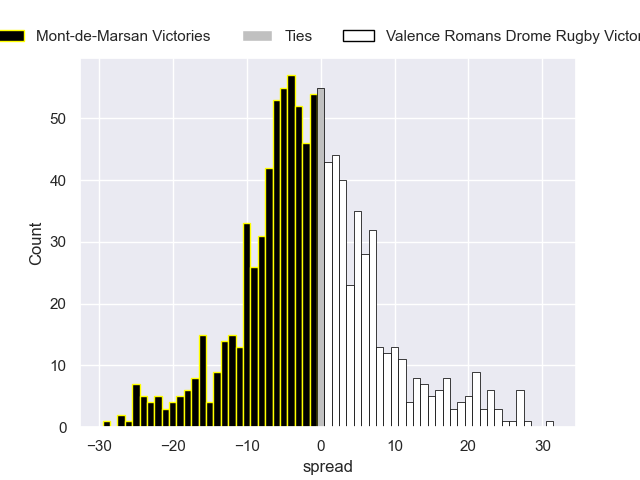 Mont-de-Marsan Victories Ties Valence Romans Drome Rugby Victor
50
40
30
20
10
0
Count
−30 −20 −10 0 10 20 30
spread